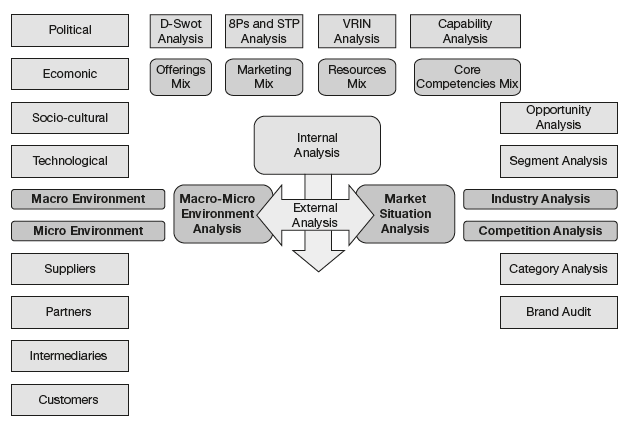 Political
D-Swot
Analysis
8Ps and STP
Analysis
VRIN
Analysis
Capability
Analysis
Ecomonic
Offerings
Mix
Marketing
Mix
Resources
Mix
Core
Competencies Mix
Socio-cultural
Opportunity
Analysis
Internal
Analysis
Technological
Segment Analysis
Macro Environment
Macro-Micro
Environment
Analysis
External
Analysis
Market
Situation
Analysis
Industry Analysis
Micro Environment
Competition Analysis
Suppliers
Category Analysis
Partners
Brand Audit
Intermediaries
Customers